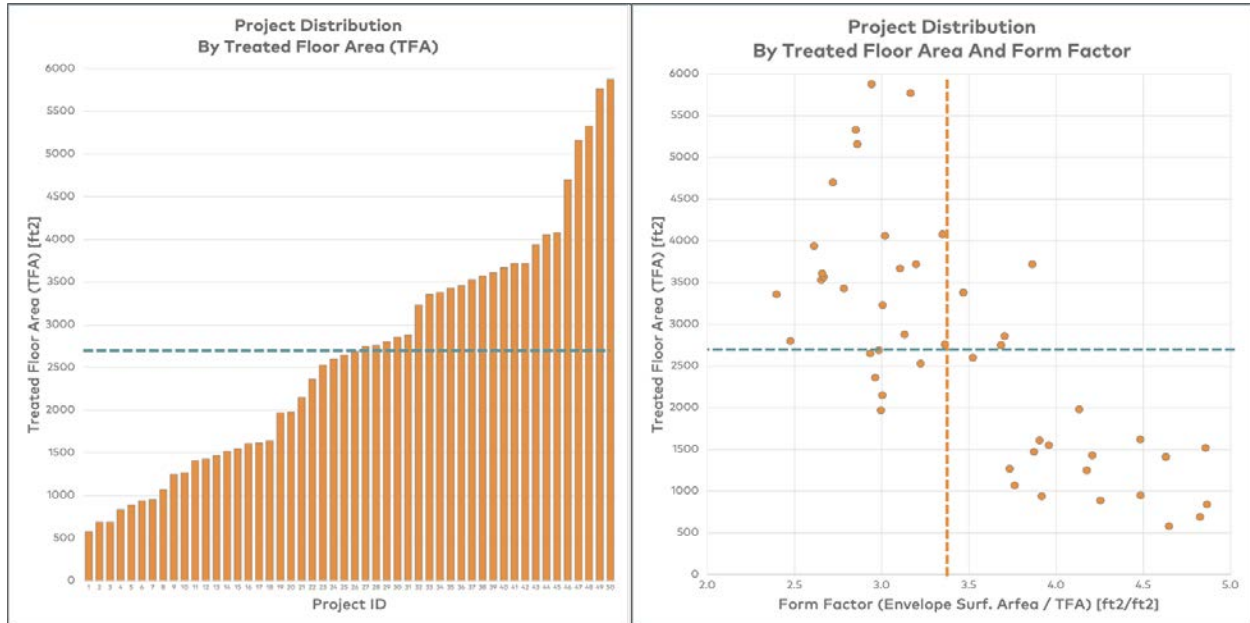 Project Distribution
By Treated Floor Area (TFA)
6000
5500
5000
4500
4000
3500
3000
2500
2000
1500
1000
500
0
Treated Floor Area (TFA) [ft2]
1 2 3 4 5 6 7 8 9 10 11 12 13 14 15 16 17 18 19 20 21 22 23 24 25 26 27 28 29 30 31 32 33 34 35 36 37 38 39 40 41 42 43 44 45 46 47 48 49 50
Project ID
Project Distribution
By Treated Floor Area And Form Factor
6000
5500
5000
4500
4000
3500
3000
2500
2000
1500
1000
500
0
Treated Floor Area (TFA) [ft2]
2.0 2.5 3.0 3.5 4.0 4.5 5.0
Form Factor (Envelope Surf. Arfea / TFA) [ft2/ft2]